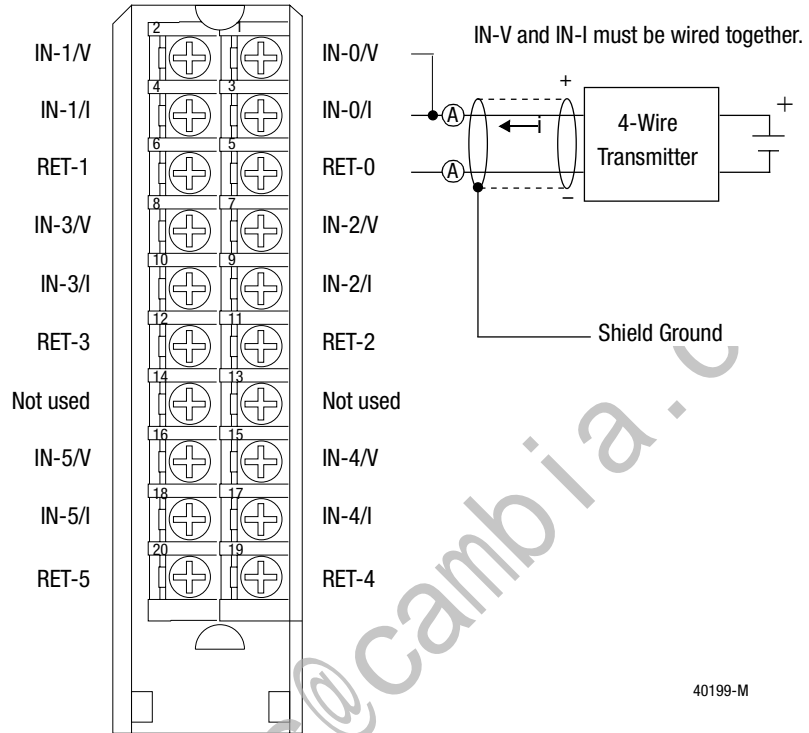 IN-V and IN-I must be wired together.
2 1
IN-1/V IN-0/V
4 3
IN-1/I IN-0/I
6 5
RET-1 RET-0
8 7
IN-3/V IN-2/V
10 9
IN-3/I IN-2/I
12 11
RET-3 RET-2
14 13
Not used Not used
16 15
IN-5/V IN-4/V
18 17
IN-5/I IN-4/I
20 19
RET-5 RET-4
+
A
i
A
–
4-Wire
Transmitter
+
Shield Ground
40199-M
@cambia.c